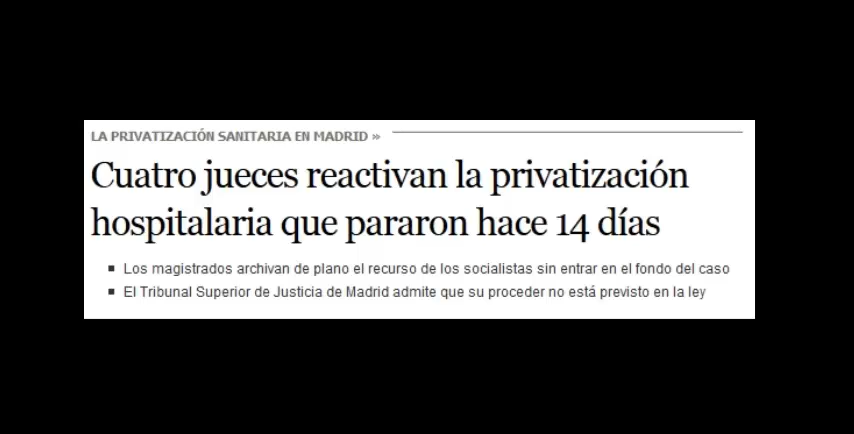 LA PRIVATIZACIÓN SANITARIA EN MADRID »
Cuatro jueces reactivan la privatización
hospitalaria que pararon hace 14 días
▪ Los magistrados archivan de plano el recurso de los socialistas sin entrar en el fondo del caso
▪ El Tribunal Superior de Justicia de Madrid admite que su proceder no está previsto en la ley